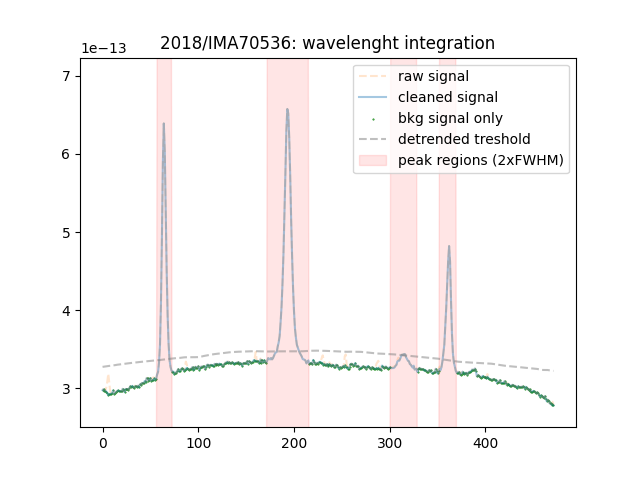 2018/IMA70536: wavelenght integration
1e−13
raw signal
cleaned signal
bkg signal only
detrended treshold
peak regions (2xFWHM)
7
6
5
4
3
0 100 200 300 400